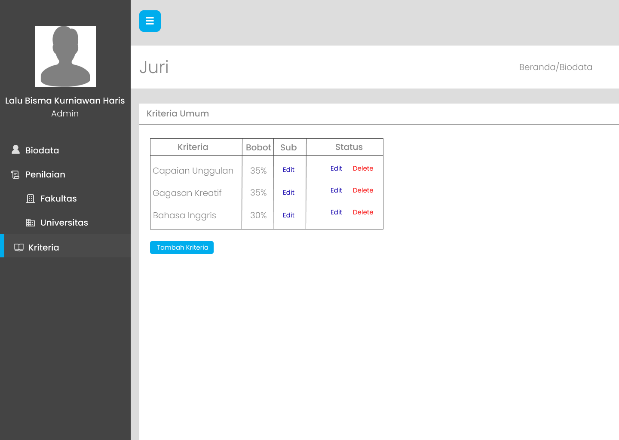 Juri
Beranda/Biodata
Lalu Bisma Kurniawan Haris
Admin
Biodata
Penilaian
Fakultas
Universitas
Kriteria
Kriteria Umum
Kriteria Bobot Sub Status
Capaian Unggulan 35% Edit Edit Delete
Gagasan Kreatif 35% Edit Edit Delete
Bahasa Inggris 30% Edit Edit Delete
Tambah Kriteria